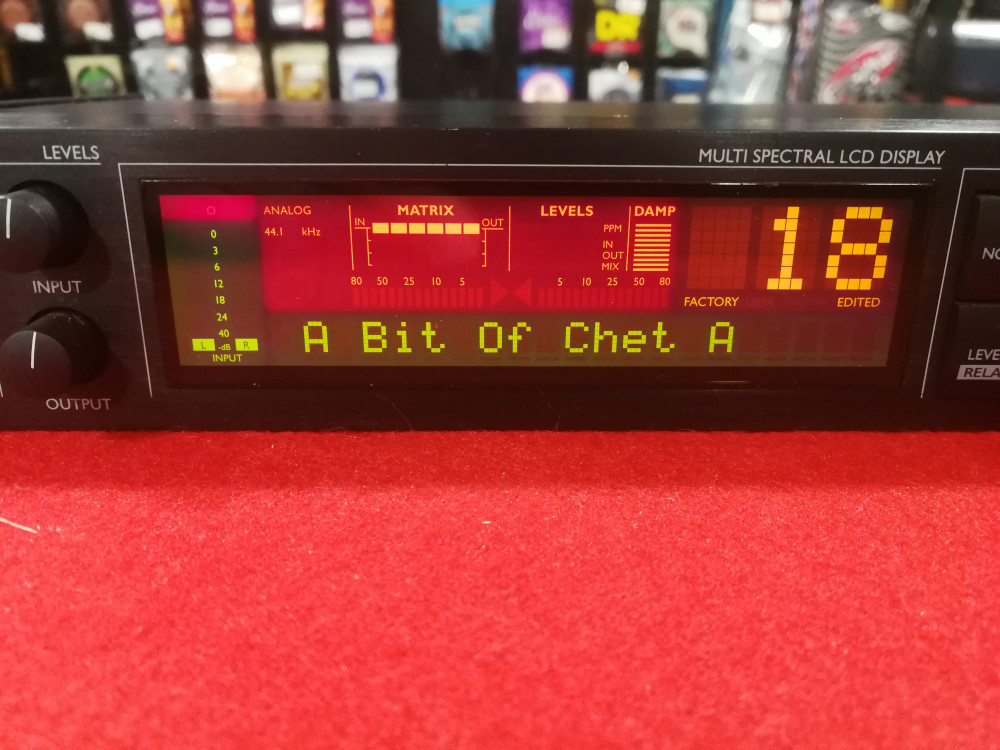 LEVELS
MULTI SPECTRAL LCD DISPLAY
INPUT
OUTPUT
O
0
3
6
12
18
24
40
L -dB R
INPUT
ANALOG
44.1 kHz
MATRIX
IN OUT
80 50 25 10 5
LEVELS
PPM
IN
OUT
MIX
5 10 25 50 80
DAMP
18
FACTORY EDITED
A Bit Of Chet A